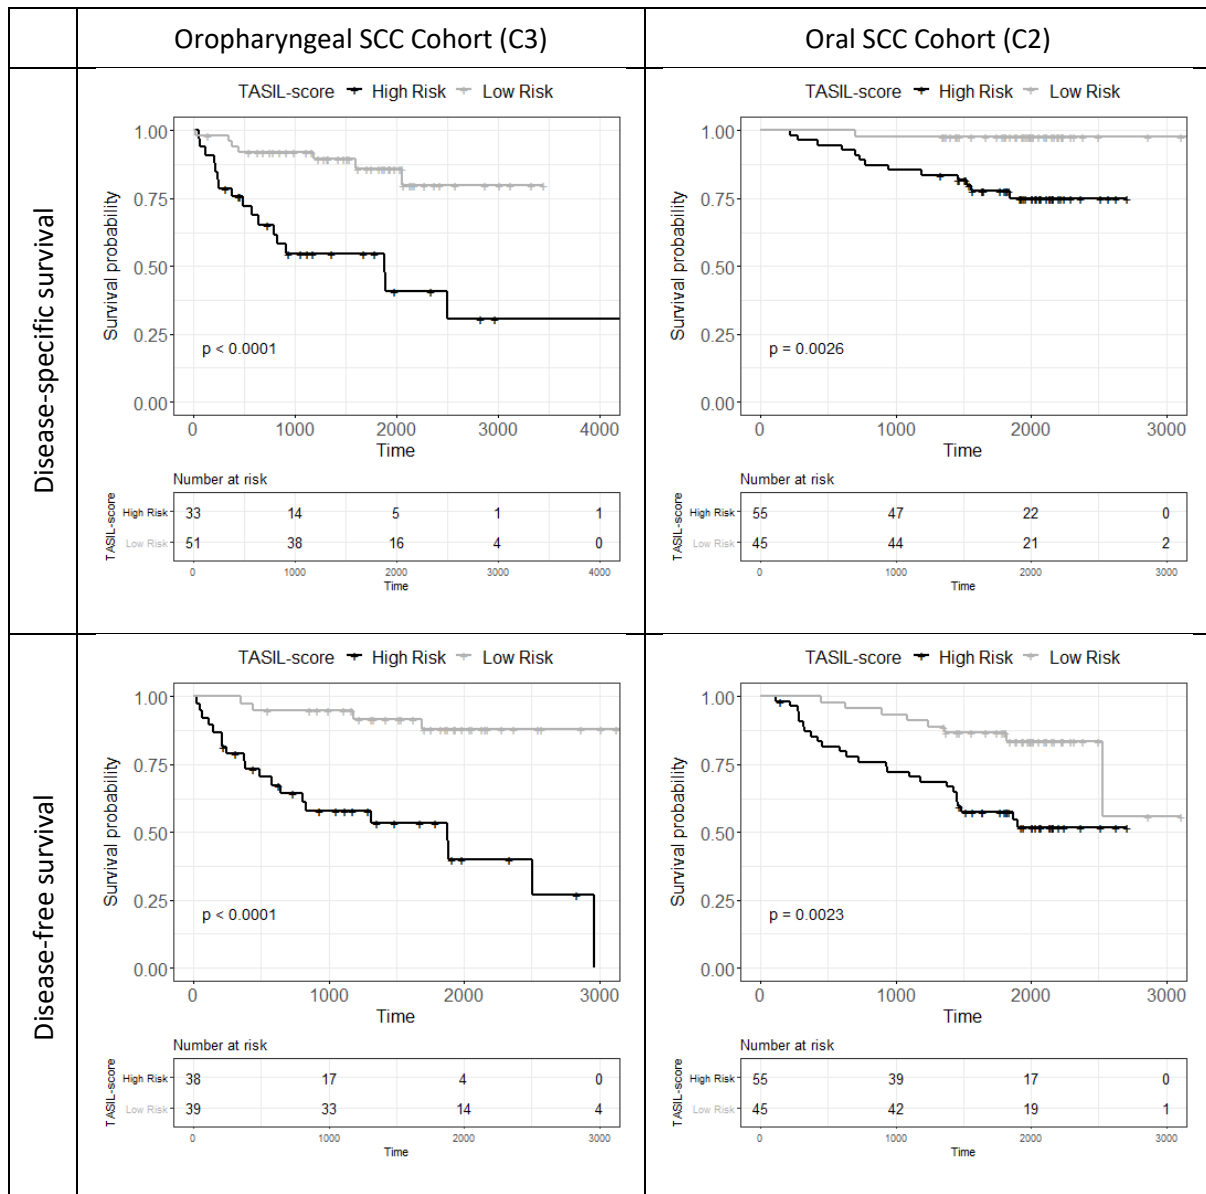 Oropharyngeal SCC Cohort (C3)
Oral SCC Cohort (C2)
Disease-specific survival
TASIL-score High Risk Low Risk
Survival probability
1.00
0.75
0.50
0.25
0.00
p < 0.0001
0 1000 2000 3000 4000
Time
Number at risk
TASIL-score
High Risk 33 14 5 1 1
Low Risk 51 38 16 4 0
0 1000 2000 3000 4000
Time
TASIL-score High Risk Low Risk
Survival probability
1.00
0.75
0.50
0.25
0.00
p = 0.0026
0 1000 2000 3000
Time
Number at risk
TASIL-score
High Risk 55 47 22 0
Low Risk 45 44 21 2
0 1000 2000 3000
Time
Disease-free survival
TASIL-score High Risk Low Risk
Survival probability
1.00
0.75
0.50
0.25
0.00
p < 0.0001
0 1000 2000 3000
Time
Number at risk
TASIL-score
High Risk 38 17 4 0
Low Risk 39 33 14 4
0 1000 2000 3000
Time
TASIL-score High Risk Low Risk
Survival probability
1.00
0.75
0.50
0.25
0.00
p = 0.0023
0 1000 2000 3000
Time
Number at risk
TASIL-score
High Risk 55 39 17 0
Low Risk 45 42 19 1
0 1000 2000 3000
Time